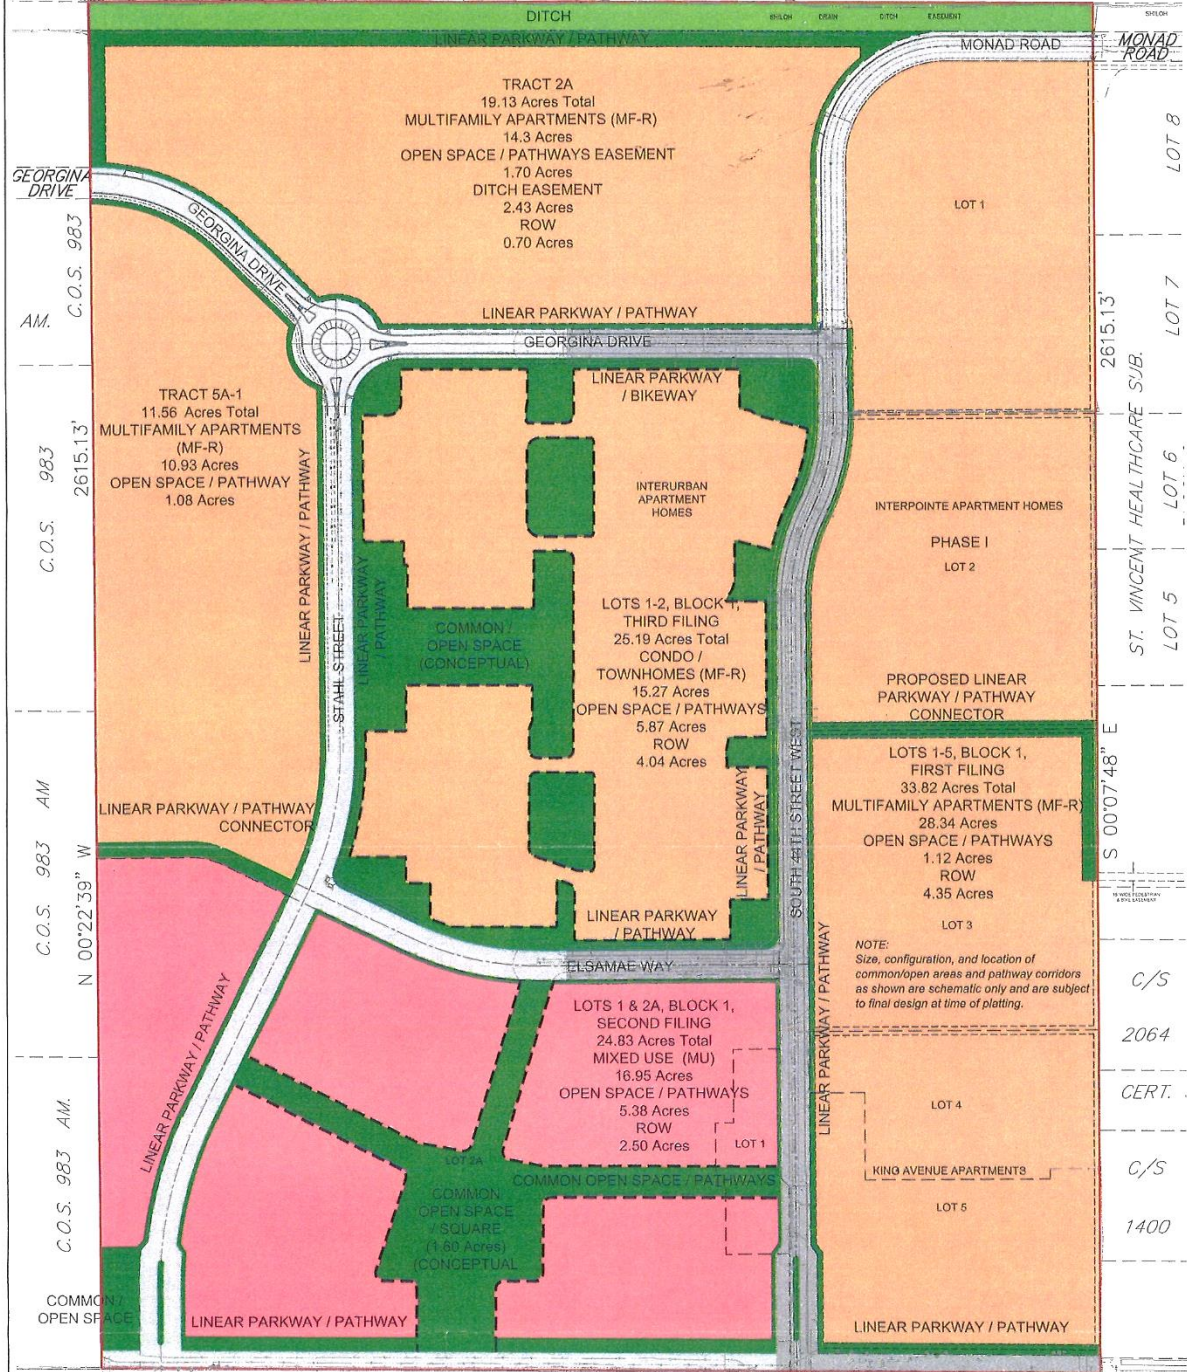 DITCH
SHILOH DRAIN DITCH EASEMENT
SHILOH
LINEAR PARKWAY / PATHWAY
MONAD ROAD
MONAD
ROAD
TRACT 2A
19.13 Acres Total
MULTIFAMILY APARTMENTS (MF-R)
14.3 Acres
OPEN SPACE / PATHWAYS EASEMENT
1.70 Acres
DITCH EASEMENT
2.43 Acres
ROW
0.70 Acres
LOT 8
GEORGINA
DRIVE
GEORGINA DRIVE
LOT 1
AM. C.O.S. 983
LINEAR PARKWAY / PATHWAY
GEORGINA DRIVE
2615.13'
LOT 7
TRACT 5A-1
11.56 Acres Total
MULTIFAMILY APARTMENTS
(MF-R)
10.93 Acres
OPEN SPACE / PATHWAY
1.08 Acres
2615.13'
C.O.S. 983
LINEAR PARKWAY / PATHWAY
LINEAR PARKWAY
/ BIKEWAY
INTERURBAN
APARTMENT
HOMES
INTERPOINTE APARTMENT HOMES
PHASE I
LOT 2
ST. VINCENT HEALTHCARE SUB.
LOT 6
LOT 5
STAHL STREET
LINEAR PARKWAY
/ PATHWAY
COMMON /
OPEN SPACE
(CONCEPTUAL)
LOTS 1-2, BLOCK 1,
THIRD FILING
25.19 Acres Total
CONDO /
TOWNHOMES (MF-R)
15.27 Acres
OPEN SPACE / PATHWAYS
5.87 Acres
ROW
4.04 Acres
PROPOSED LINEAR
PARKWAY / PATHWAY
CONNECTOR
SOUTH 44TH STREET WEST
LINEAR PARKWAY
/ PATHWAY
LOTS 1-5, BLOCK 1,
FIRST FILING
33.82 Acres Total
MULTIFAMILY APARTMENTS (MF-R)
28.34 Acres
OPEN SPACE / PATHWAYS
1.12 Acres
ROW
4.35 Acres
S 00°07'48" E
LINEAR PARKWAY / PATHWAY
CONNECTOR
C.O.S. 983 AM
N 00°22'39" W
LINEAR PARKWAY
/ PATHWAY
LOT 3
NOTE:
Size, configuration, and location of
common/open areas and pathway corridors
as shown are schematic only and are subject
to final design at time of platting.
ELSAMAE WAY
LINEAR PARKWAY / PATHWAY
LINEAR PARKWAY / PATHWAY
C/S
2064
LOTS 1 & 2A, BLOCK 1,
SECOND FILING
24.83 Acres Total
MIXED USE (MU)
16.95 Acres
OPEN SPACE / PATHWAYS
5.38 Acres
ROW
2.50 Acres
LOT 1
CERT.
LOT 4
KING AVENUE APARTMENTS
LOT 5
C/S
1400
C.O.S. 983 AM.
LOT 2A
COMMON OPEN SPACE / PATHWAYS
COMMON
OPEN SPACE
/ SQUARE
(1.60 Acres)
(CONCEPTUAL
COMMON /
OPEN SPACE
LINEAR PARKWAY / PATHWAY
LINEAR PARKWAY / PATHWAY